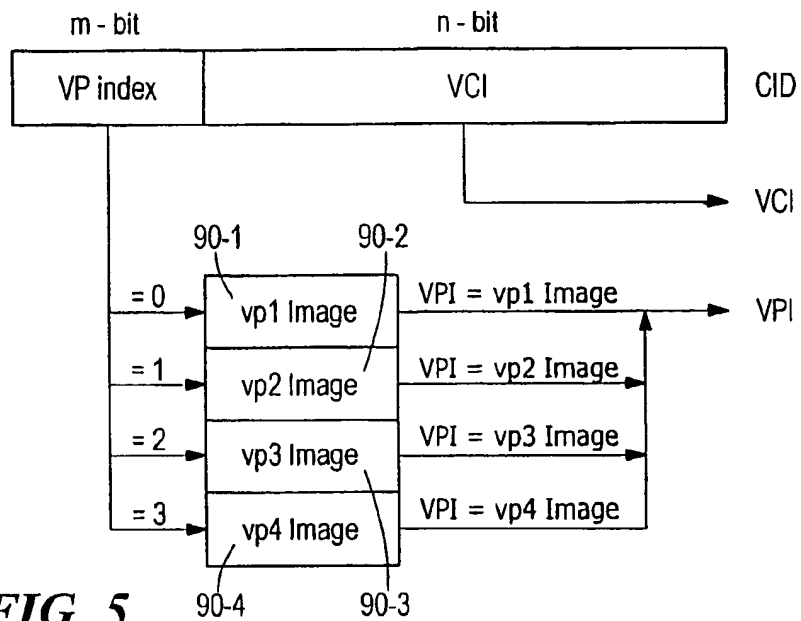 m - bit n - bit
VP index VCI CID
VCI
90-1 90-2
= 0 vp1 Image VPI = vp1 Image VPI
= 1 vp2 Image VPI = vp2 Image
= 2 vp3 Image VPI = vp3 Image
= 3 vp4 Image VPI = vp4 Image
FIG. 5 90-4 90-3